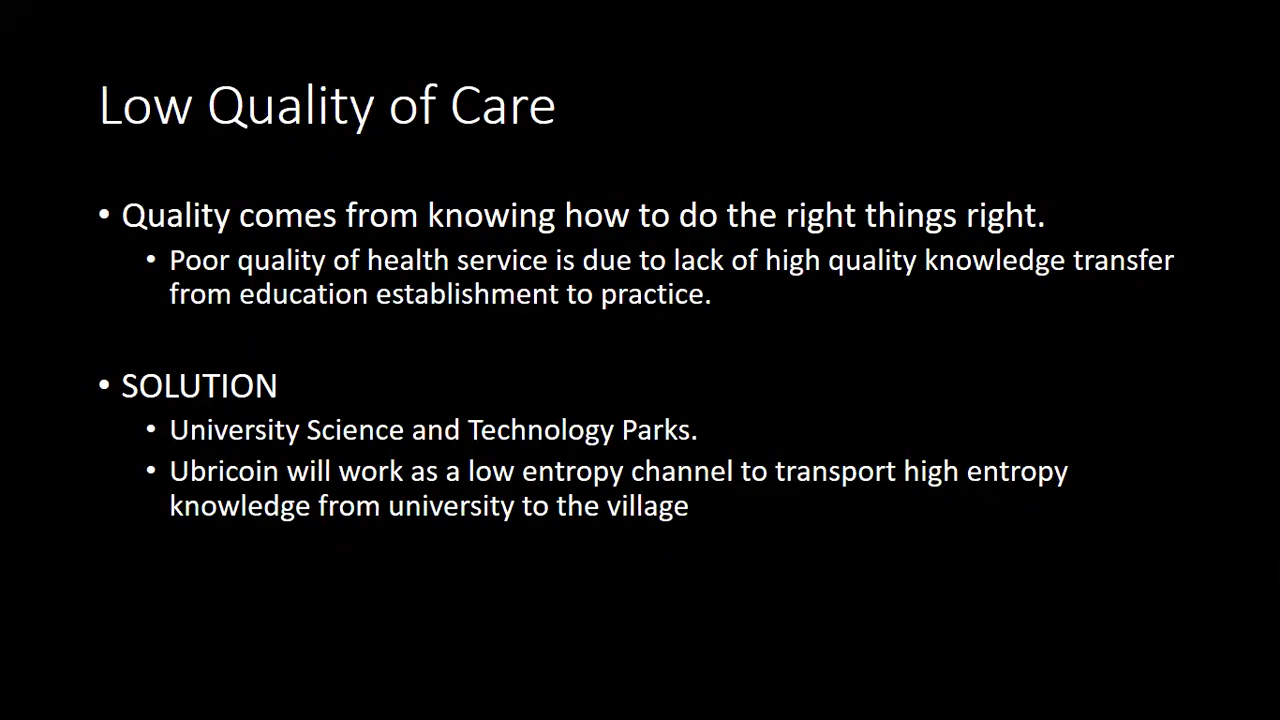 Low Quality of Care
• Quality comes from knowing how to do the right things right.
• Poor quality of health service is due to lack of high quality knowledge transfer
from education establishment to practice.
• SOLUTION
• University Science and Technology Parks.
• Ubricoin will work as a low entropy channel to transport high entropy
knowledge from university to the village